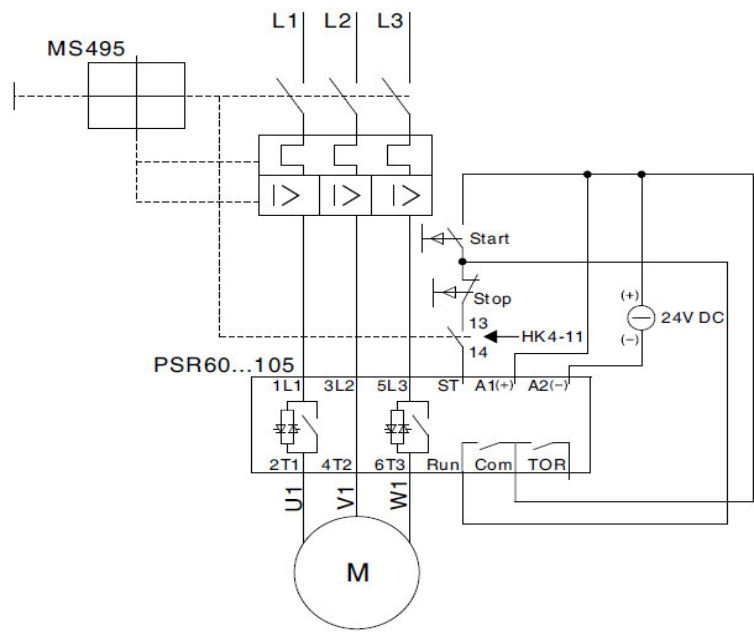 L1 L2 L3
MS495
I> I> I>
Start
Stop
(+)
24V DC
(−)
13
HK4-11
14
PSR60...105
1L1 3L2 5L3 ST A1(+) A2(−)
2T1 4T2 6T3 Run Com TOR
U1 V1 W1
M